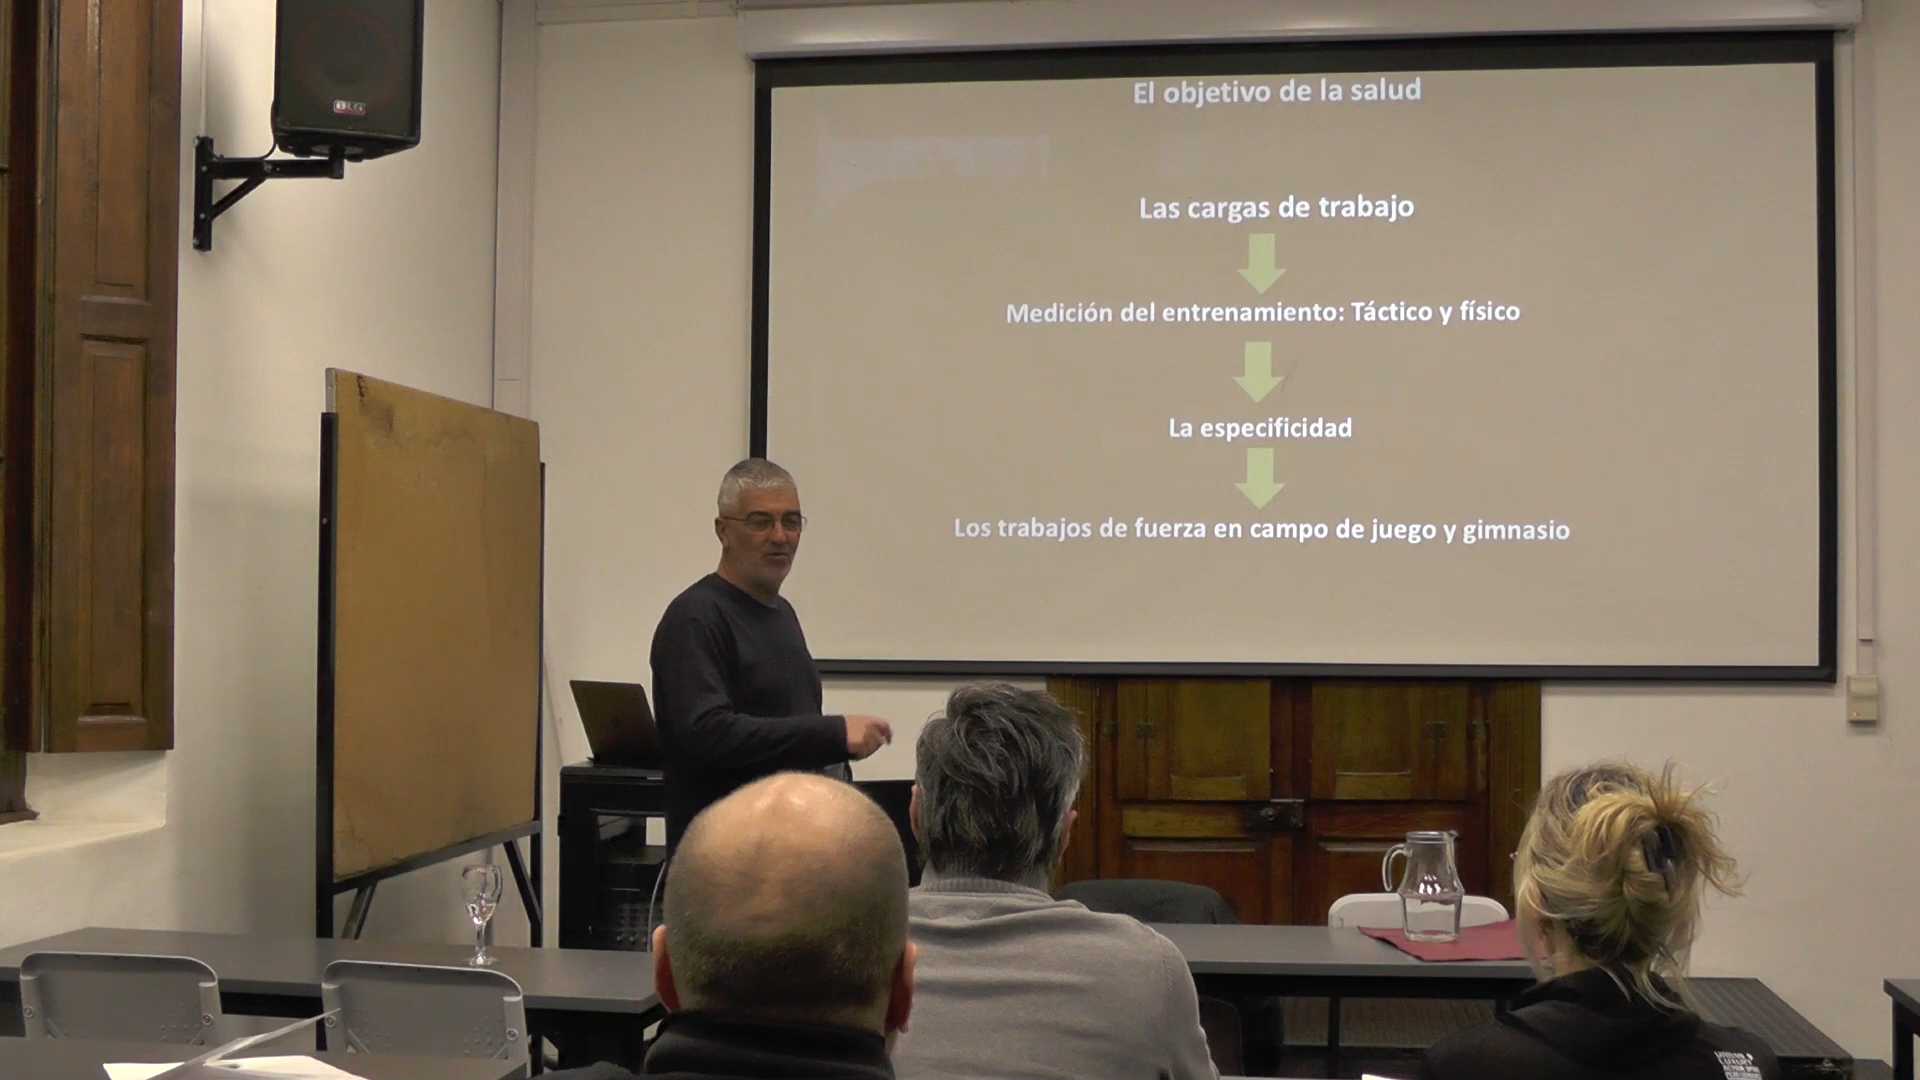 BLG
El objetivo de la salud
Las cargas de trabajo
Medición del entrenamiento: Táctico y físico
La especificidad
Los trabajos de fuerza en campo de juego y gimnasio